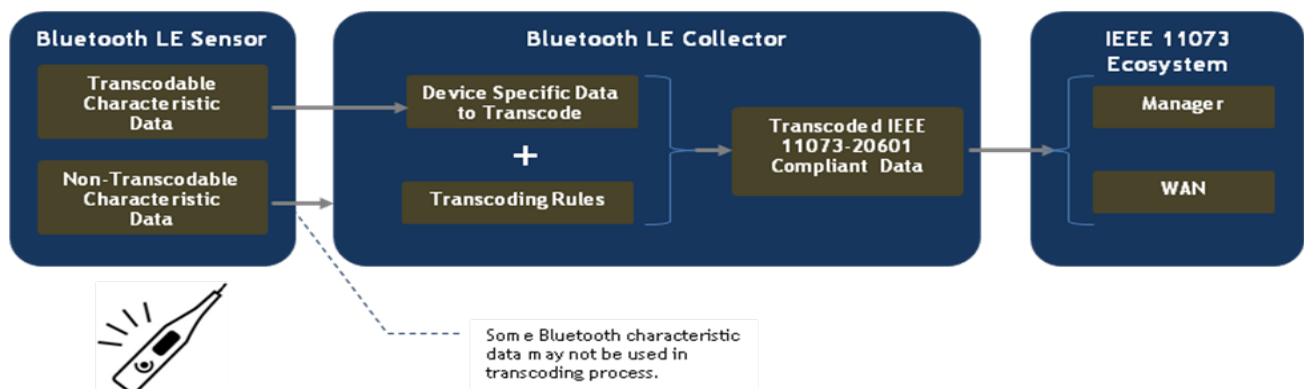 Bluetooth LE Sensor
Transcodable
Characteristic
Data
Non-Transcodable
Characteristic
Data
Bluetooth LE Collector
Device Specific Data
to Transcode
+
Transcoding Rules
Transcoded IEEE
11073-20601
Compliant Data
IEEE 11073
Ecosystem
Manager
WAN
Some Bluetooth characteristic
data may not be used in
transcoding process.